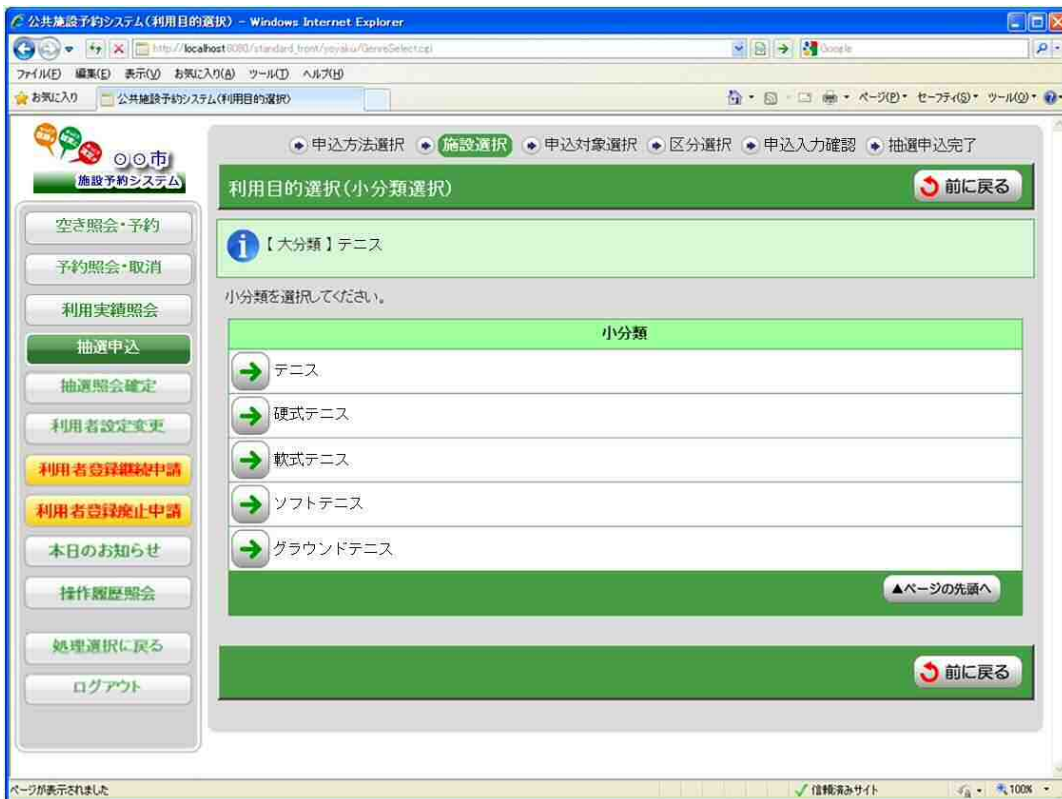 公共施設予約システム(利用目的選択) - Windows Internet Explorer
http://localhost:8080/standard_front/yoyaku/GenreSelect.cgi
Google
ファイル(F) 編集(E) 表示(V) お気に入り(A) ツール(T) ヘルプ(H)
お気に入り 公共施設予約システム(利用目的選択) ページ(P) セーフティ(S) ツール(O)
○○市
施設予約システム
申込方法選択 施設選択 申込対象選択 区分選択 申込入力確認 抽選申込完了
利用目的選択(小分類選択) 前に戻る
空き照会・予約
予約照会・取消
利用実績照会
抽選申込
抽選照会確定
利用者設定変更
利用者登録継続申請
利用者登録廃止申請
本日のお知らせ
操作履歴照会
処理選択に戻る
ログアウト
【大分類】テニス
小分類を選択してください。
小分類
テニス
硬式テニス
軟式テニス
ソフトテニス
グラウンドテニス
▲ページの先頭へ
前に戻る
ページが表示されました 信頼済みサイト 100%